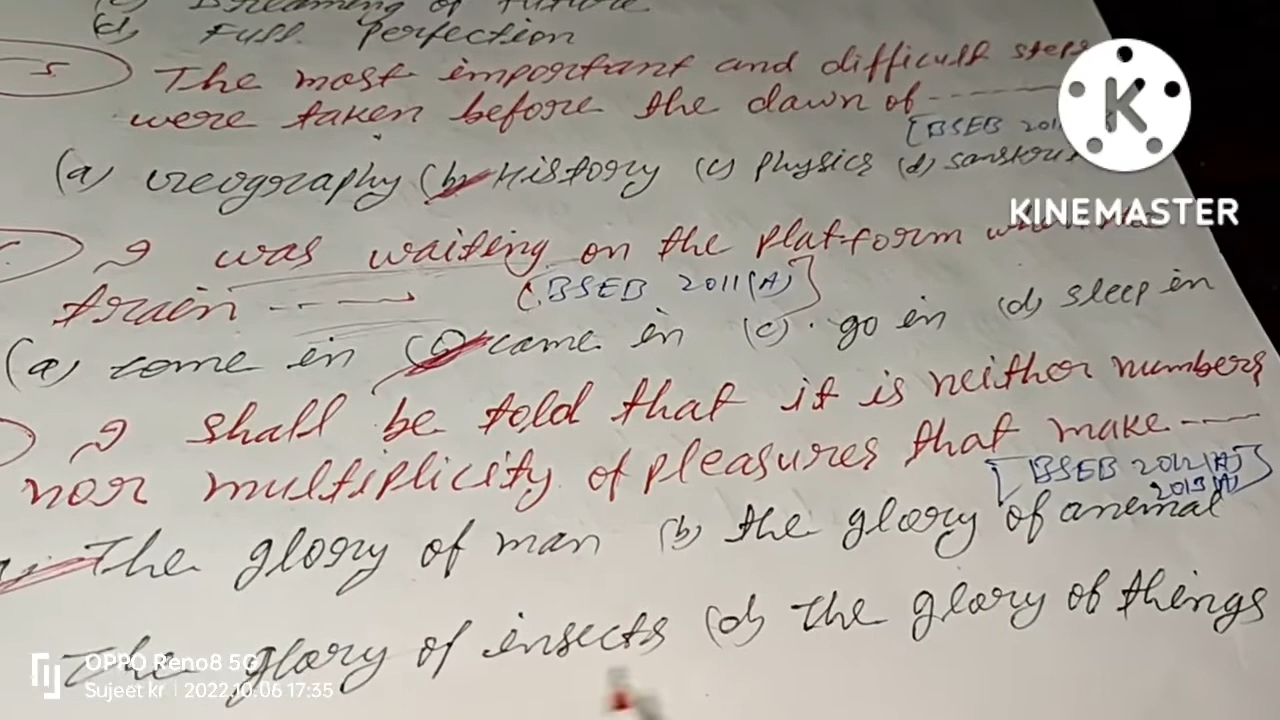 (c) Dreaming of Future
(d) Full Perfection
5 The most important and difficult steps
were taken before the dawn of -----
[BSEB 201
(a) Geography (b) History (c) Physics (d)
I was waiting on the platform when the
train ---- [BSEB 2011(A)]
(a) come in (b) came in (c) go in (d) sleep in
I shall be told that it is neither numbers
nor multiplicity of pleasures that make ----
[BSEB 2012(A)
2013(A)]
The glory of man (b) the glory of animal
The glory of insects (d) The glory of things
K
KINEMASTER
OPPO Reno8 5G
Sujeet kr | 2022.10.06 17:35